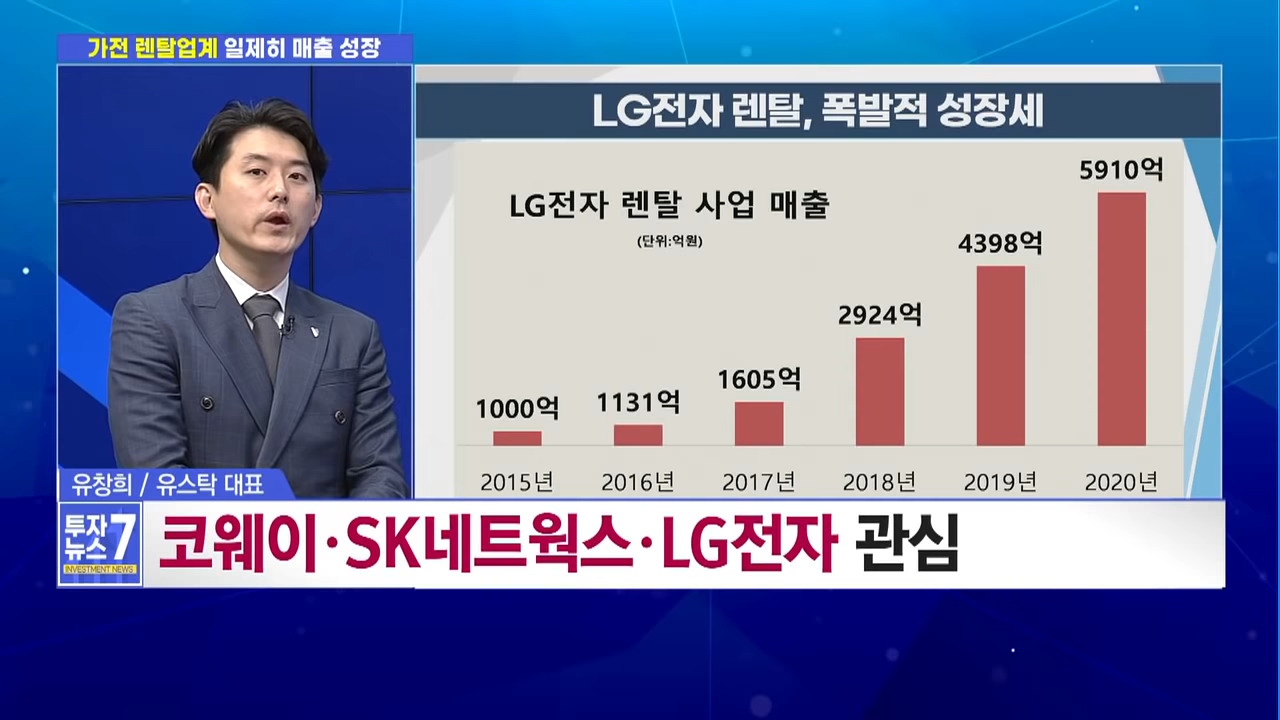 가전 렌탈업계 일제히 매출 성장
LG전자 렌탈, 폭발적 성장세
LG전자 렌탈 사업 매출
(단위:억원)
1000억
1131억
1605억
2924억
4398억
5910억
2015년
2016년
2017년
2018년
2019년
2020년
유창희 / 유스탁 대표
투자
뉴스7
INVESTMENT NEWS
코웨이·SK네트웍스·LG전자 관심